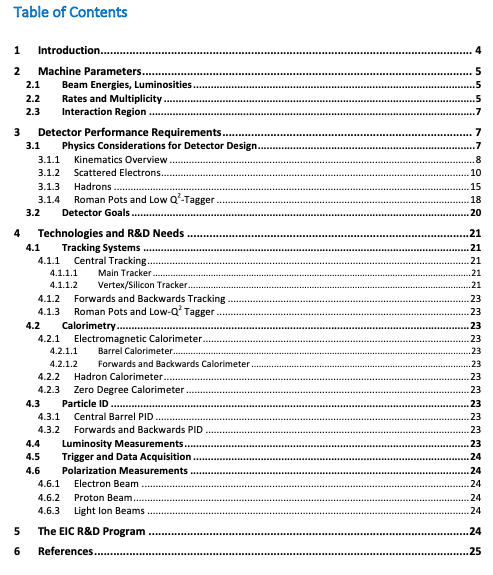 Table of Contents
1 Introduction 4
2 Machine Parameters 5
2.1 Beam Energies, Luminosities 5
2.2 Rates and Multiplicity 5
2.3 Interaction Region 7
3 Detector Performance Requirements 7
3.1 Physics Considerations for Detector Design 7
3.1.1 Kinematics Overview 8
3.1.2 Scattered Electrons 10
3.1.3 Hadrons 15
3.1.4 Roman Pots and Low Q²-Tagger 18
3.2 Detector Goals 20
4 Technologies and R&D Needs 21
4.1 Tracking Systems 21
4.1.1 Central Tracking 21
4.1.1.1 Main Tracker 21
4.1.1.2 Vertex/Silicon Tracker 21
4.1.2 Forwards and Backwards Tracking 23
4.1.3 Roman Pots and Low-Q² Tagger 23
4.2 Calorimetry 23
4.2.1 Electromagnetic Calorimeter 23
4.2.1.1 Barrel Calorimeter 23
4.2.1.2 Forwards and Backwards Calorimeter 23
4.2.2 Hadron Calorimeter 23
4.2.3 Zero Degree Calorimeter 23
4.3 Particle ID 23
4.3.1 Central Barrel PID 23
4.3.2 Forwards and Backwards PID 23
4.4 Luminosity Measurements 23
4.5 Trigger and Data Acquisition 24
4.6 Polarization Measurements 24
4.6.1 Electron Beam 24
4.6.2 Proton Beam 24
4.6.3 Light Ion Beams 24
5 The EIC R&D Program 24
6 References 25